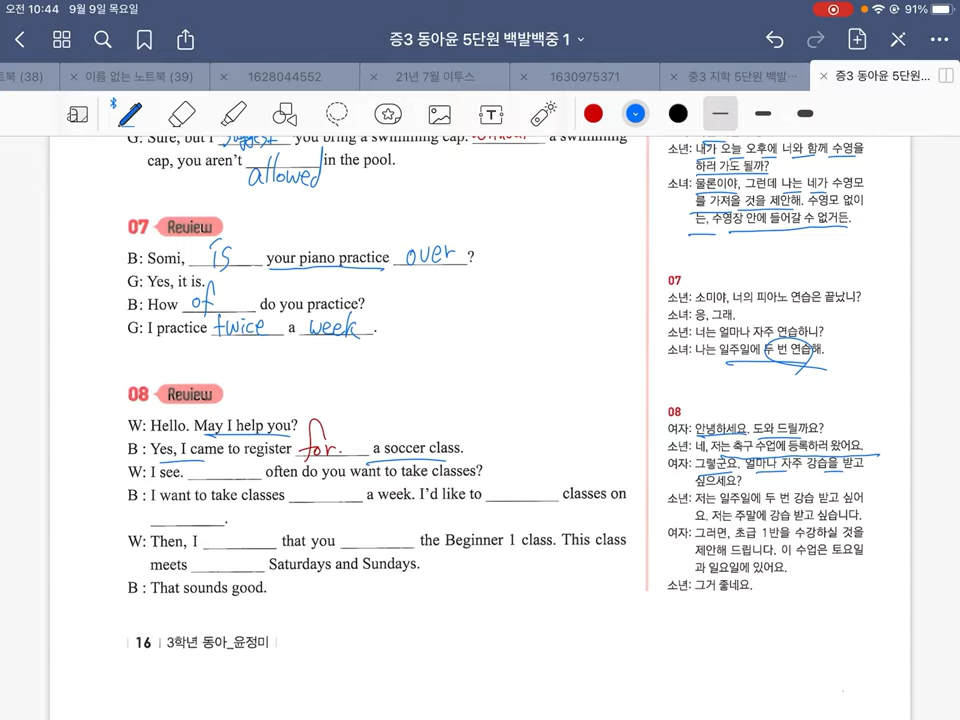 오전 10:44 9월 9일 목요일
91%
증3 동아윤 5단원 백발백중 1
트북 (38)
이름 없는 노트북 (39)
1628044552
21년 7월 이투스
1630975371
중3 지학 5단원 백발…
증3 동아윤 5단원…
G: Sure, but I suggest you bring a swimming cap. Without a swimming
cap, you aren't allowed in the pool.
07 Review
B: Somi, is your piano practice over ?
G: Yes, it is.
B: How of do you practice?
G: I practice twice a week .
08 Review
W: Hello. May I help you?
B : Yes, I came to register for a soccer class.
W: I see. ________ often do you want to take classes?
B : I want to take classes ________ a week. I'd like to ________ classes on
________.
W: Then, I ________ that you ________ the Beginner 1 class. This class
meets ________ Saturdays and Sundays.
B : That sounds good.
16 3학년 동아_윤정미
소년: 내가 오늘 오후에 너와 함께 수영을
하러 가도 될까?
소녀: 물론이야, 그런데 나는 네가 수영모
를 가져올 것을 제안해. 수영모 없이
는, 수영장 안에 들어갈 수 없거든.
07
소년: 소미야, 너의 피아노 연습은 끝났니?
소녀: 응, 그래.
소년: 너는 얼마나 자주 연습하니?
소녀: 나는 일주일에 두 번 연습해.
08
여자: 안녕하세요. 도와 드릴까요?
소년: 네, 저는 축구 수업에 등록하러 왔어요.
여자: 그렇군요. 얼마나 자주 강습을 받고
싶으세요?
소년: 저는 일주일에 두 번 강습 받고 싶어
요. 저는 주말에 강습 받고 싶습니다.
여자: 그러면, 초급 1반을 수강하실 것을
제안해 드립니다. 이 수업은 토요일
과 일요일에 있어요.
소년: 그거 좋네요.